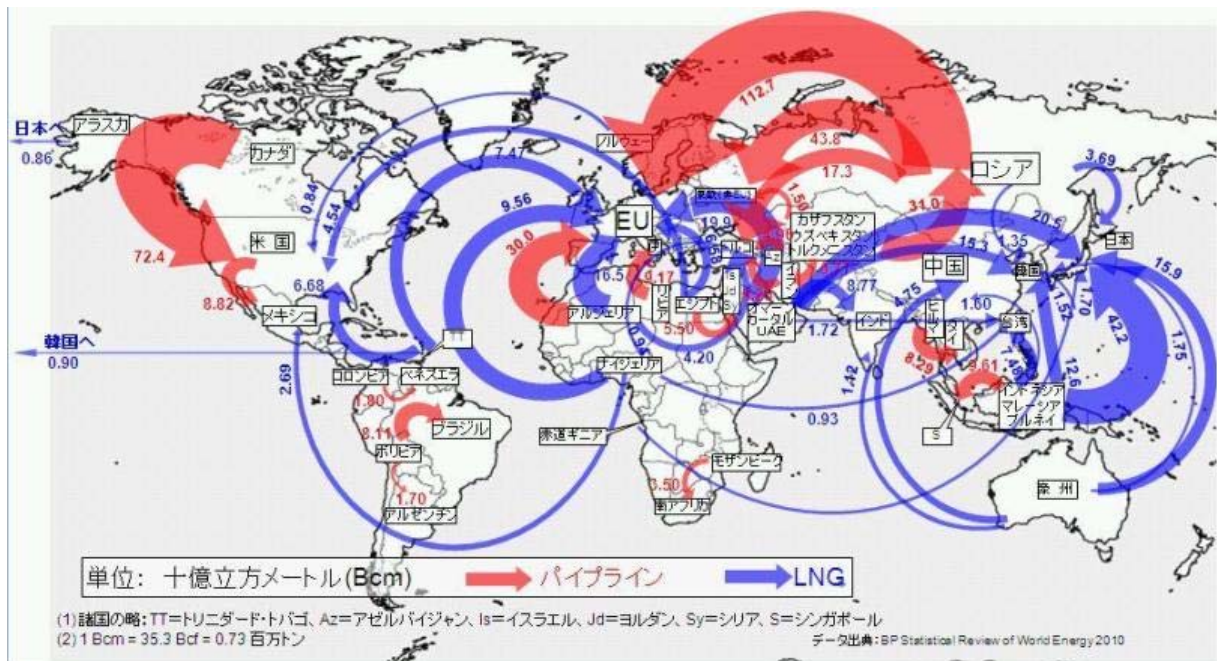 日本へ
0.86
アラスカ
カナダ
0.84
4.54
7.47
9.56
米国
72.4
8.82
6.68
メキシコ
韓国へ
0.90
2.69
TT
コロンビア
ベネズエラ
1.80
ブラジル
8.11
ボリビア
1.70
アルゼンチン
ノルウェー
112.7
43.8
17.3
31.0
ロシア
3.69
EU
19.9
1.50
トルコ
Az
イラン
カザフスタン
ウズベキスタン
トルクメニスタン
30.0
16.5
9.17
アルジェリア
リビア
エジプト
Is
Jd
Sy
オマーン
カタール
UAE
5.50
4.20
ナイジェリア
赤道ギニア
モザンビーク
3.50
南アフリカ
0.93
8.77
1.72
インド
1.42
4.75
中国
20.5
15.3
1.35
韓国
日本
1.60
台湾
ビルマ
タイ
8.29
9.61
7.48
1.52
1.70
12.6
42.2
15.9
1.75
インドネシア
マレーシア
ブルネイ
S
豪州
単位: 十億立方メートル(Bcm)
パイプライン
LNG
(1)諸国の略:TT=トリニダード・トバゴ、Az=アゼルバイジャン、Is=イスラエル、Jd=ヨルダン、Sy=シリア、S=シンガポール
(2) 1 Bcm = 35.3 Bcf = 0.73 百万トン
データ出典:BP Statistical Review of World Energy 2010